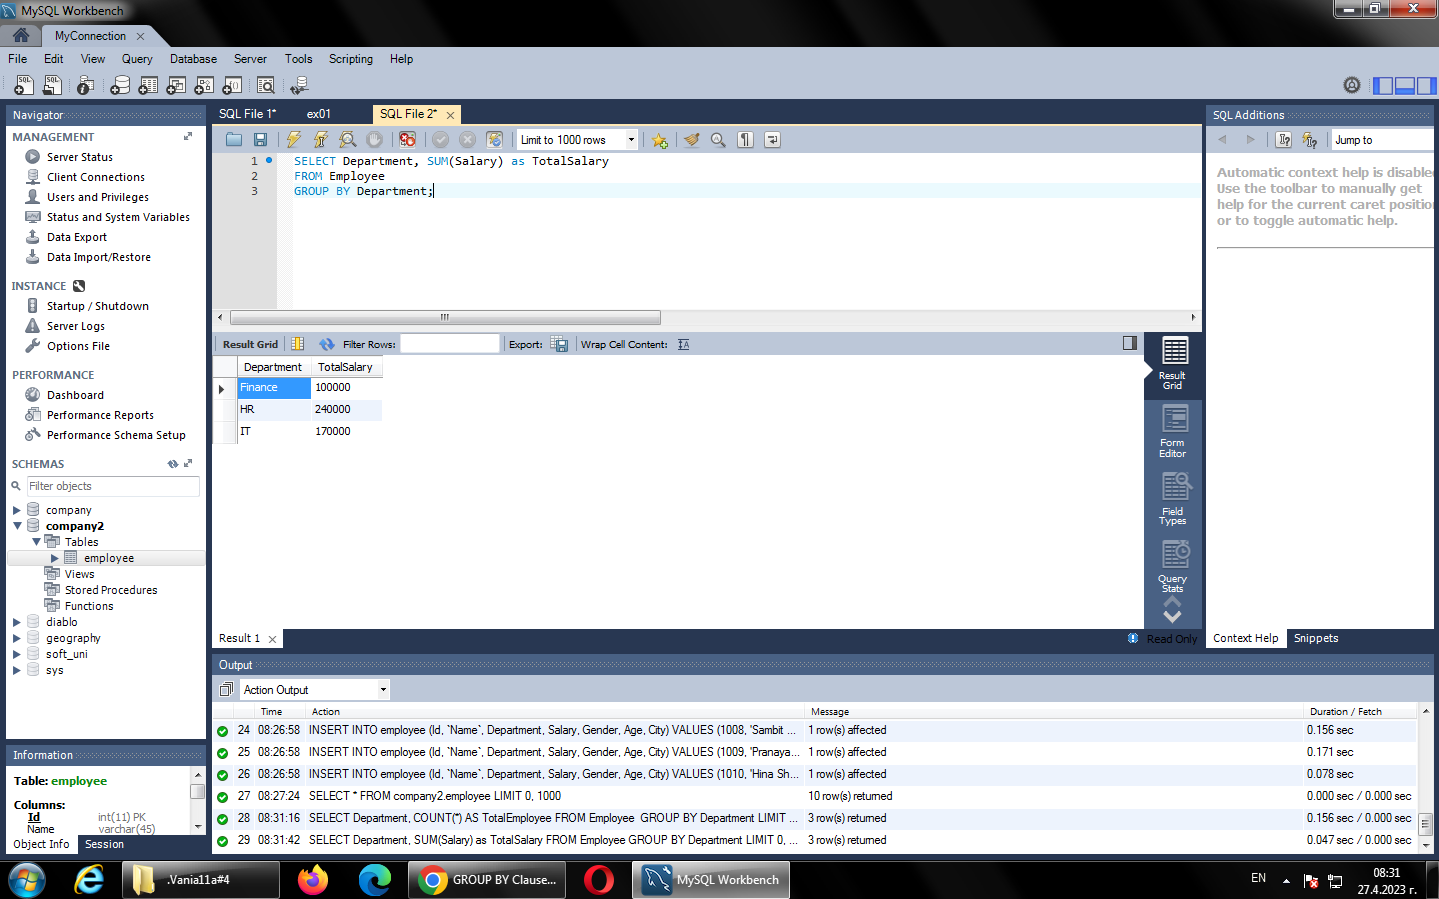 MySQL Workbench
MyConnection
File Edit View Query Database Server Tools Scripting Help
Navigator
MANAGEMENT
Server Status
Client Connections
Users and Privileges
Status and System Variables
Data Export
Data Import/Restore
INSTANCE
Startup / Shutdown
Server Logs
Options File
PERFORMANCE
Dashboard
Performance Reports
Performance Schema Setup
SCHEMAS
Filter objects
company
company2
Tables
employee
Views
Stored Procedures
Functions
diablo
geography
soft_uni
sys
Information
Table: employee
Columns:
Id int(11) PK
Name varchar(45)
Object Info Session
SQL File 1* ex01 SQL File 2*
Limit to 1000 rows
1 SELECT Department, SUM(Salary) as TotalSalary
2 FROM Employee
3 GROUP BY Department;
Result Grid Filter Rows: Export: Wrap Cell Content:
Department TotalSalary
Finance 100000
HR 240000
IT 170000
Result Grid
Form Editor
Field Types
Query Stats
Result 1
Read Only
SQL Additions
Jump to
Automatic context help is disable
Use the toolbar to manually get
help for the current caret position
or to toggle automatic help.
Context Help Snippets
Output
Action Output
Time Action Message Duration / Fetch
24 08:26:58 INSERT INTO employee (Id, `Name`, Department, Salary, Gender, Age, City) VALUES (1008, 'Sambit ... 1 row(s) affected 0.156 sec
25 08:26:58 INSERT INTO employee (Id, `Name`, Department, Salary, Gender, Age, City) VALUES (1009, 'Pranaya... 1 row(s) affected 0.171 sec
26 08:26:58 INSERT INTO employee (Id, `Name`, Department, Salary, Gender, Age, City) VALUES (1010, 'Hina Sh... 1 row(s) affected 0.078 sec
27 08:27:24 SELECT * FROM company2.employee LIMIT 0, 1000 10 row(s) returned 0.000 sec / 0.000 sec
28 08:31:16 SELECT Department, COUNT(*) AS TotalEmployee FROM Employee GROUP BY Department LIMIT ... 3 row(s) returned 0.156 sec / 0.000 sec
29 08:31:42 SELECT Department, SUM(Salary) as TotalSalary FROM Employee GROUP BY Department LIMIT 0, ... 3 row(s) returned 0.047 sec / 0.000 sec
.Vania11a#4
GROUP BY Clause...
MySQL Workbench
EN
08:31
27.4.2023 г.